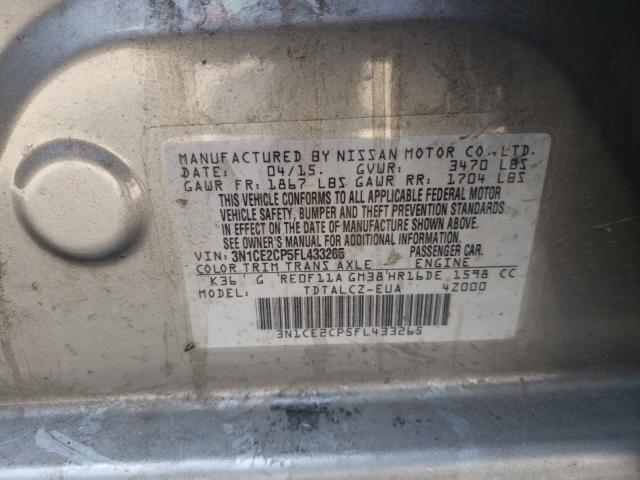 MANUFACTURED BY NISSAN MOTOR CO., LTD.
DATE: 04/15. GVWR: 3470 LBS
GAWR FR: 1867 LBS GAWR RR: 1704 LBS
THIS VEHICLE CONFORMS TO ALL APPLICABLE FEDERAL MOTOR
VEHICLE SAFETY, BUMPER AND THEFT PREVENTION STANDARDS
IN EFFECT ON THE DATE OF MANUFACTURE SHOWN ABOVE.
SEE OWNER'S MANUAL FOR ADDITIONAL INFORMATION.
VIN: 3N1CE2CP5FL433265 PASSENGER CAR.
COLOR TRIM TRANS AXLE ENGINE
K36 G RE0F11A GM38 HR16DE 1598 CC
MODEL: TDTALCZ-EUA 4Z000
3N1CE2CP5FL433265